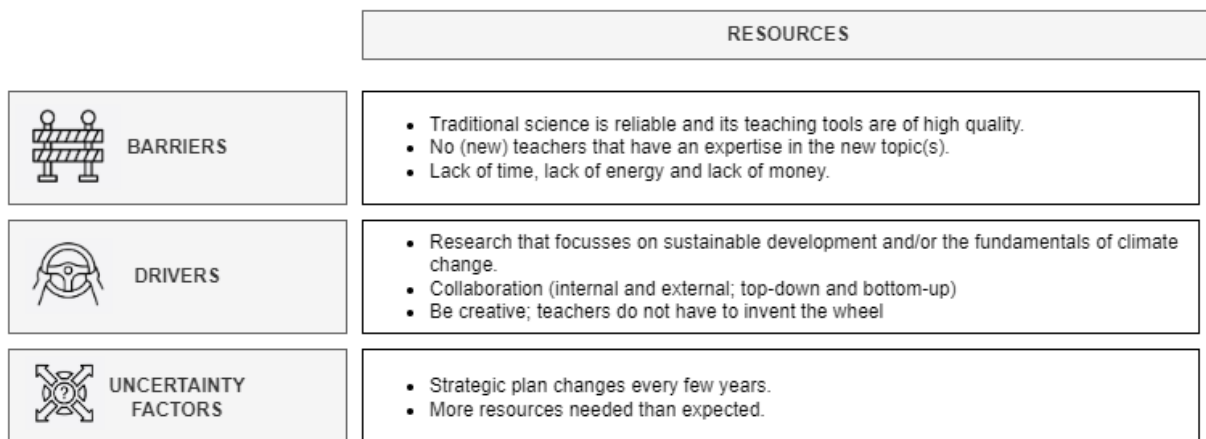 RESOURCES
BARRIERS
• Traditional science is reliable and its teaching tools are of high quality.
• No (new) teachers that have an expertise in the new topic(s).
• Lack of time, lack of energy and lack of money.
DRIVERS
• Research that focusses on sustainable development and/or the fundamentals of climate
change.
• Collaboration (internal and external; top-down and bottom-up)
• Be creative; teachers do not have to invent the wheel
?
UNCERTAINTY
FACTORS
• Strategic plan changes every few years.
• More resources needed than expected.